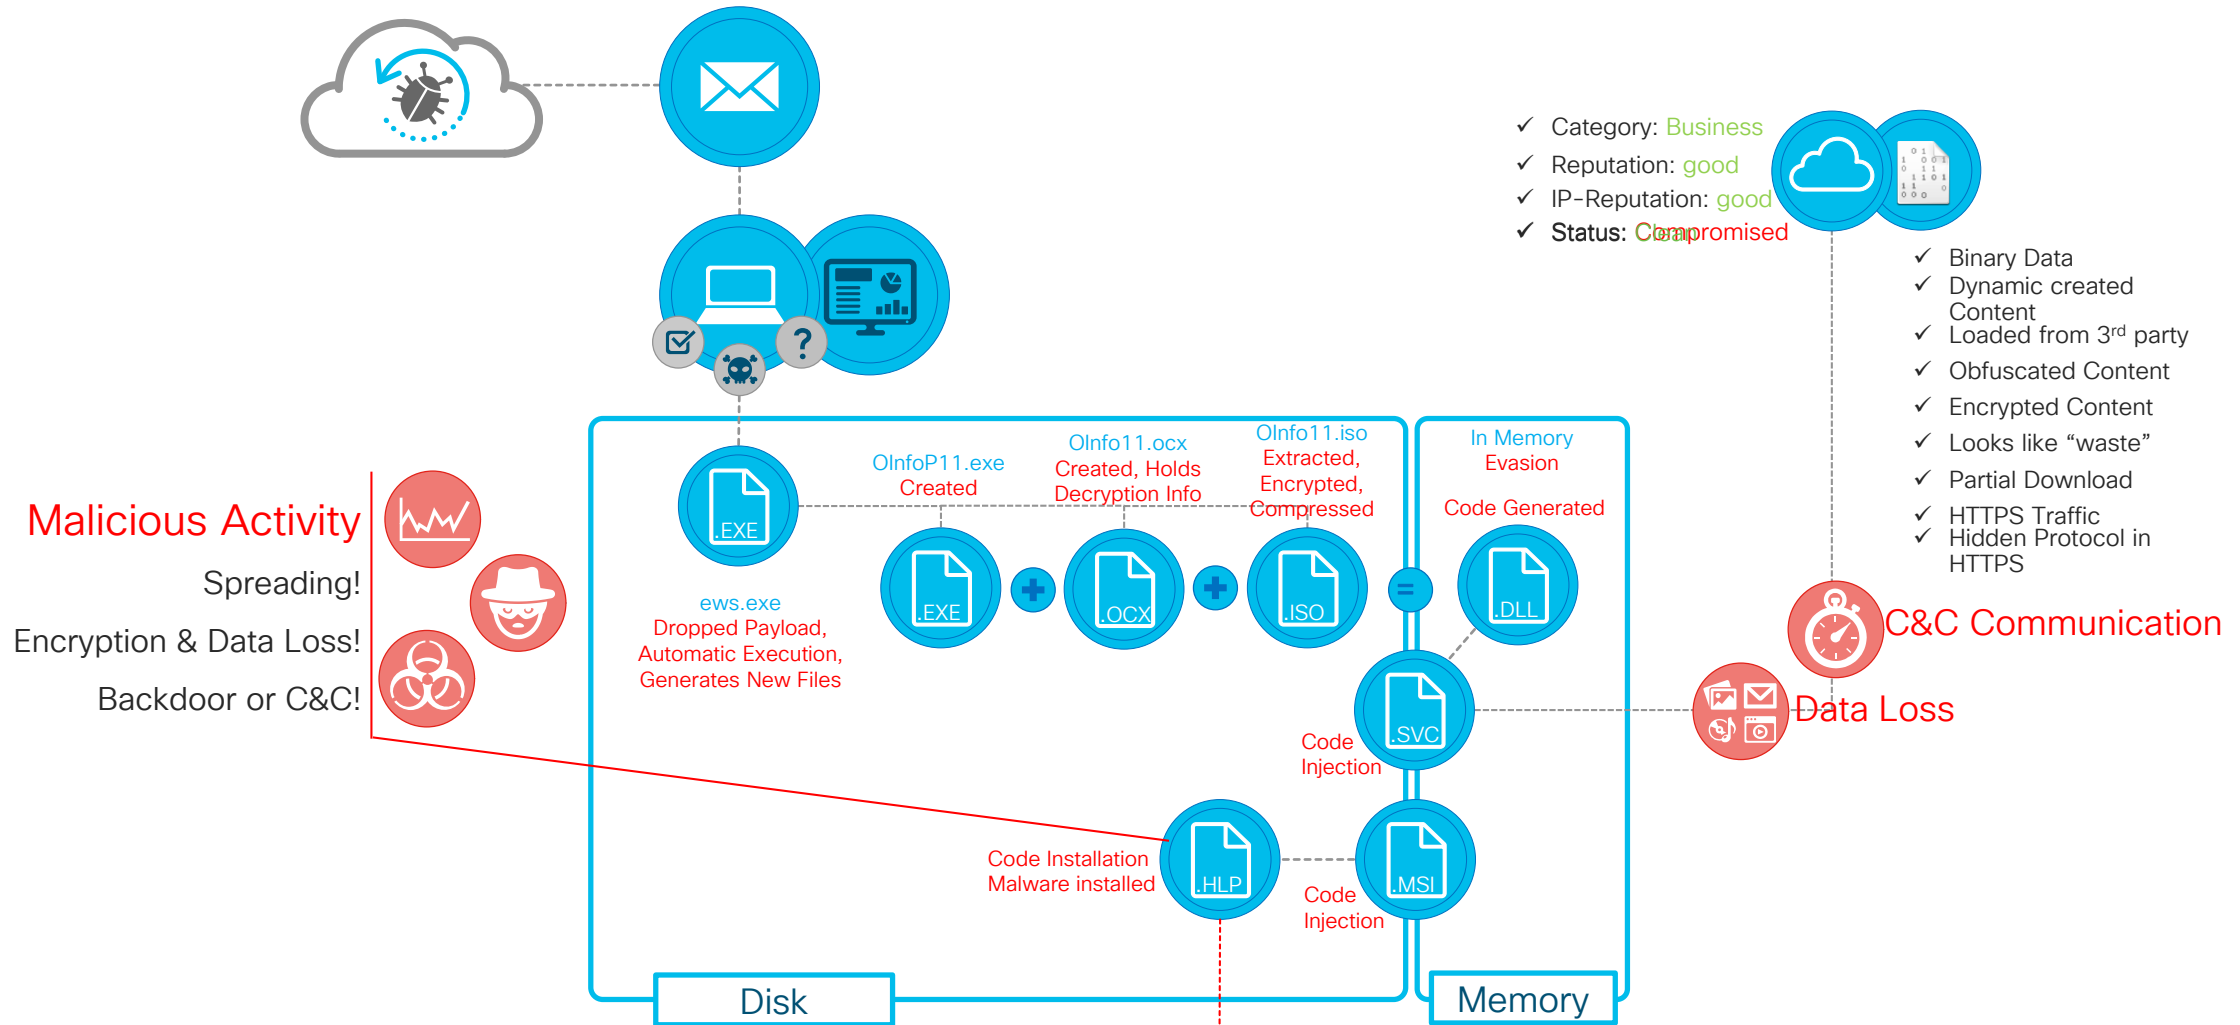 ✓ Category: Business
✓ Reputation: good
✓ IP-Reputation: good
✓ Status: Compromised
Clean
✓ Binary Data
✓ Dynamic created
Content
✓ Loaded from 3rd party
✓ Obfuscated Content
✓ Encrypted Content
✓ Looks like “waste”
✓ Partial Download
✓ HTTPS Traffic
✓ Hidden Protocol in
HTTPS
C&C Communication
Data Loss
Malicious Activity
Spreading!
Encryption & Data Loss!
Backdoor or C&C!
.EXE
ews.exe
Dropped Payload,
Automatic Execution,
Generates New Files
OInfoP11.exe
Created
.EXE
OInfo11.ocx
Created, Holds
Decryption Info
.OCX
OInfo11.iso
Extracted,
Encrypted,
Compressed
.ISO
In Memory
Evasion
Code Generated
.DLL
.SVC
Code
Injection
.MSI
Code
Injection
.HLP
Code Installation
Malware installed
Disk
Memory